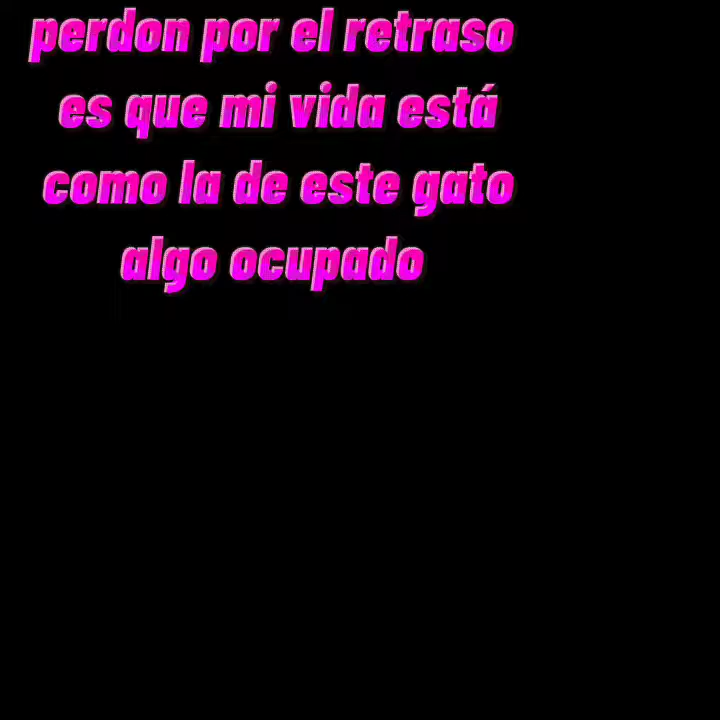 perdon por el retraso
es que mi vida está
como la de este gato
algo ocupado